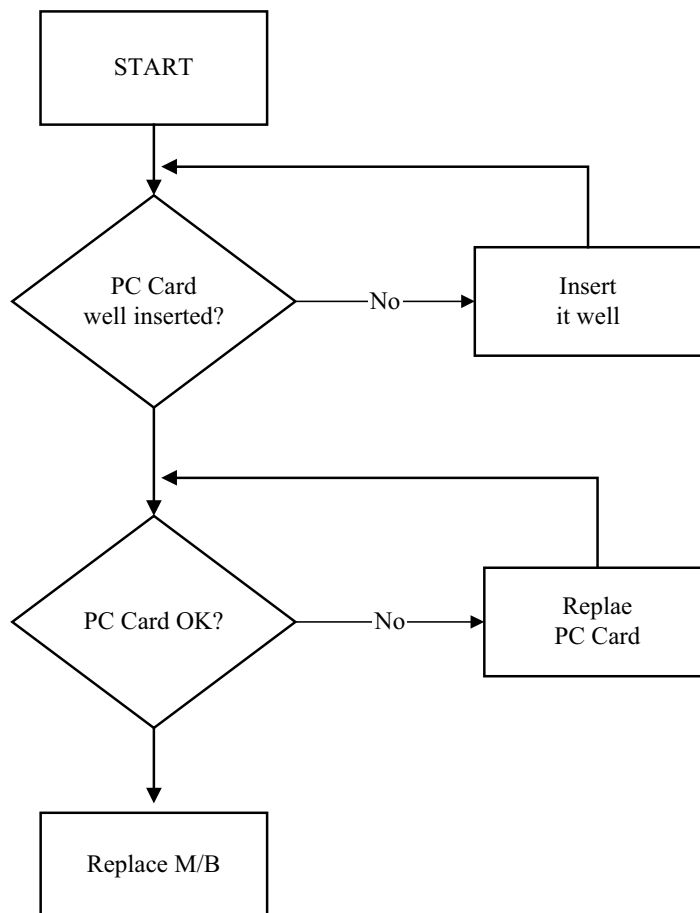 START
PC Card
well inserted?
No
Insert
it well
PC Card OK?
No
Replae
PC Card
Replace M/B